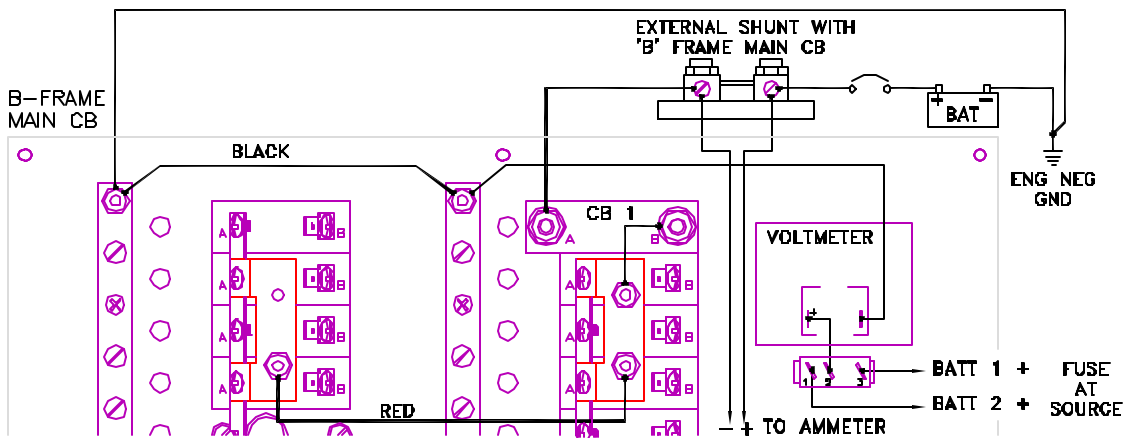 EXTERNAL SHUNT WITH
'B' FRAME MAIN CB
B-FRAME
MAIN CB
+ BAT -
BLACK
ENG NEG
GND
CB 1
A B
VOLTMETER
A B
A B
A B
A B
A B
A B
A B
A B
+
1 2 3
BATT 1 +
BATT 2 +
FUSE
AT
SOURCE
RED
- + TO AMMETER